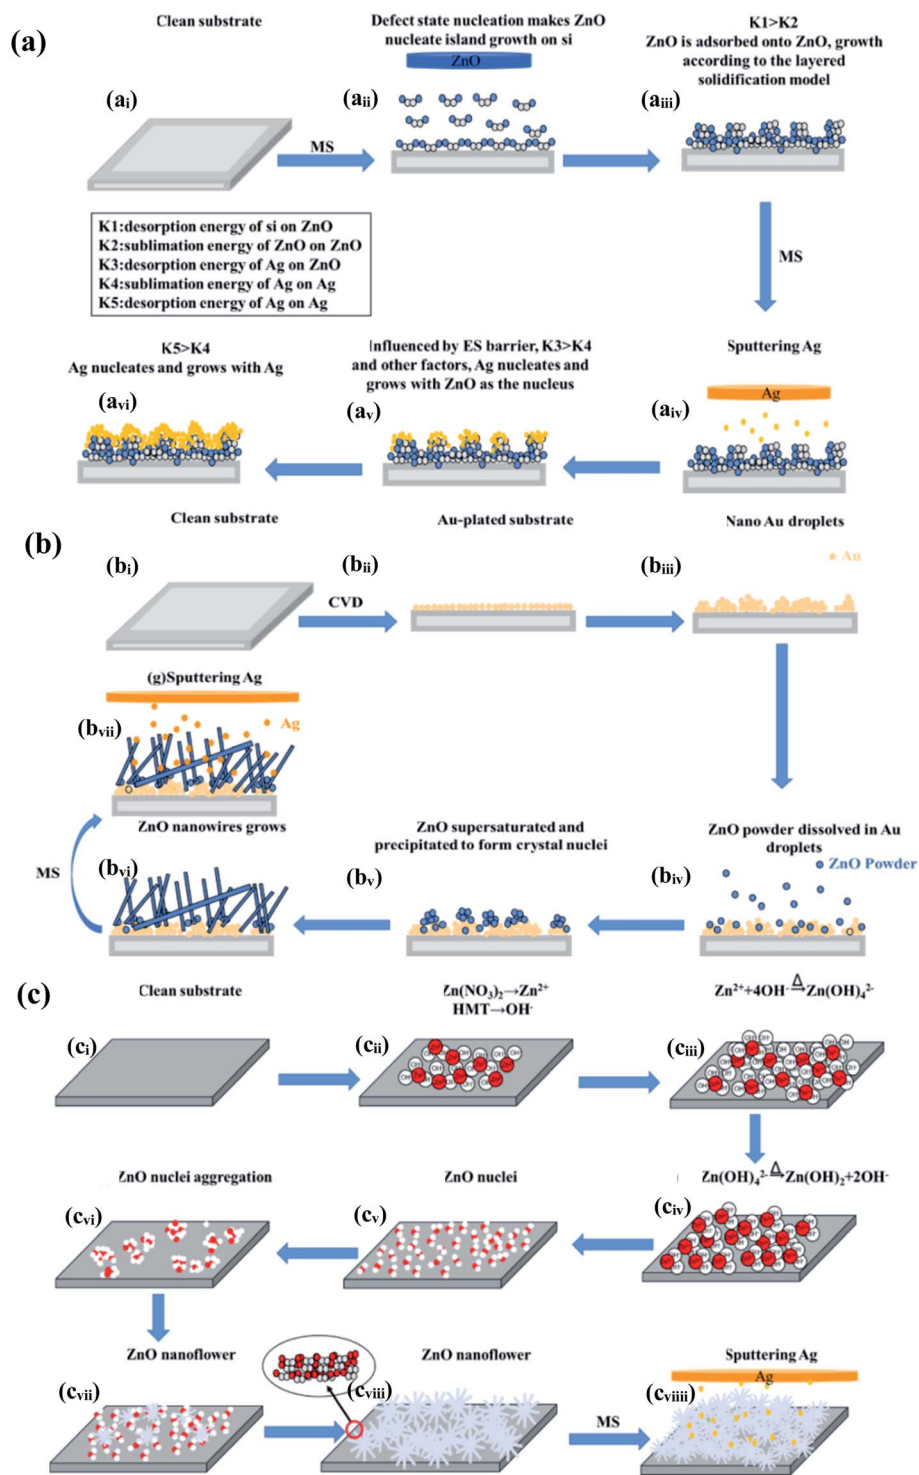 (a)
Clean substrate
Defect state nucleation makes ZnO
nucleate island growth on si
ZnO
K1>K2
ZnO is adsorbed onto ZnO, growth
according to the layered
solidification model
(ai)
(aii)
(aiii)
MS
K1:desorption energy of si on ZnO
K2:sublimation energy of ZnO on ZnO
K3:desorption energy of Ag on ZnO
K4:sublimation energy of Ag on Ag
K5:desorption energy of Ag on Ag
MS
K5>K4
Ag nucleates and grows with Ag
Influenced by ES barrier, K3>K4
and other factors, Ag nucleates and
grows with ZnO as the nucleus
Sputtering Ag
Ag
(avi)
(av)
(aiv)
(b)
Clean substrate
Au-plated substrate
Nano Au droplets
(bi)
(bii)
(biii)
Au
CVD
(g)Sputtering Ag
(bvii)
Ag
ZnO nanowires grows
ZnO supersaturated and
precipitated to form crystal nuclei
ZnO powder dissolved in Au
droplets
ZnO Powder
MS
(bvi)
(bv)
(biv)
(c)
Clean substrate
Zn(NO3)2→Zn2+
HMT→OH-
Zn2++4OH-→Δ Zn(OH)42-
(ci)
(cii)
(ciii)
ZnO nuclei aggregation
ZnO nuclei
Zn(OH)42-→Δ Zn(OH)2+2OH-
(cvi)
(cv)
(civ)
ZnO nanoflower
ZnO nanoflower
Sputtering Ag
Ag
(cvii)
(cviii)
(cviiii)
MS